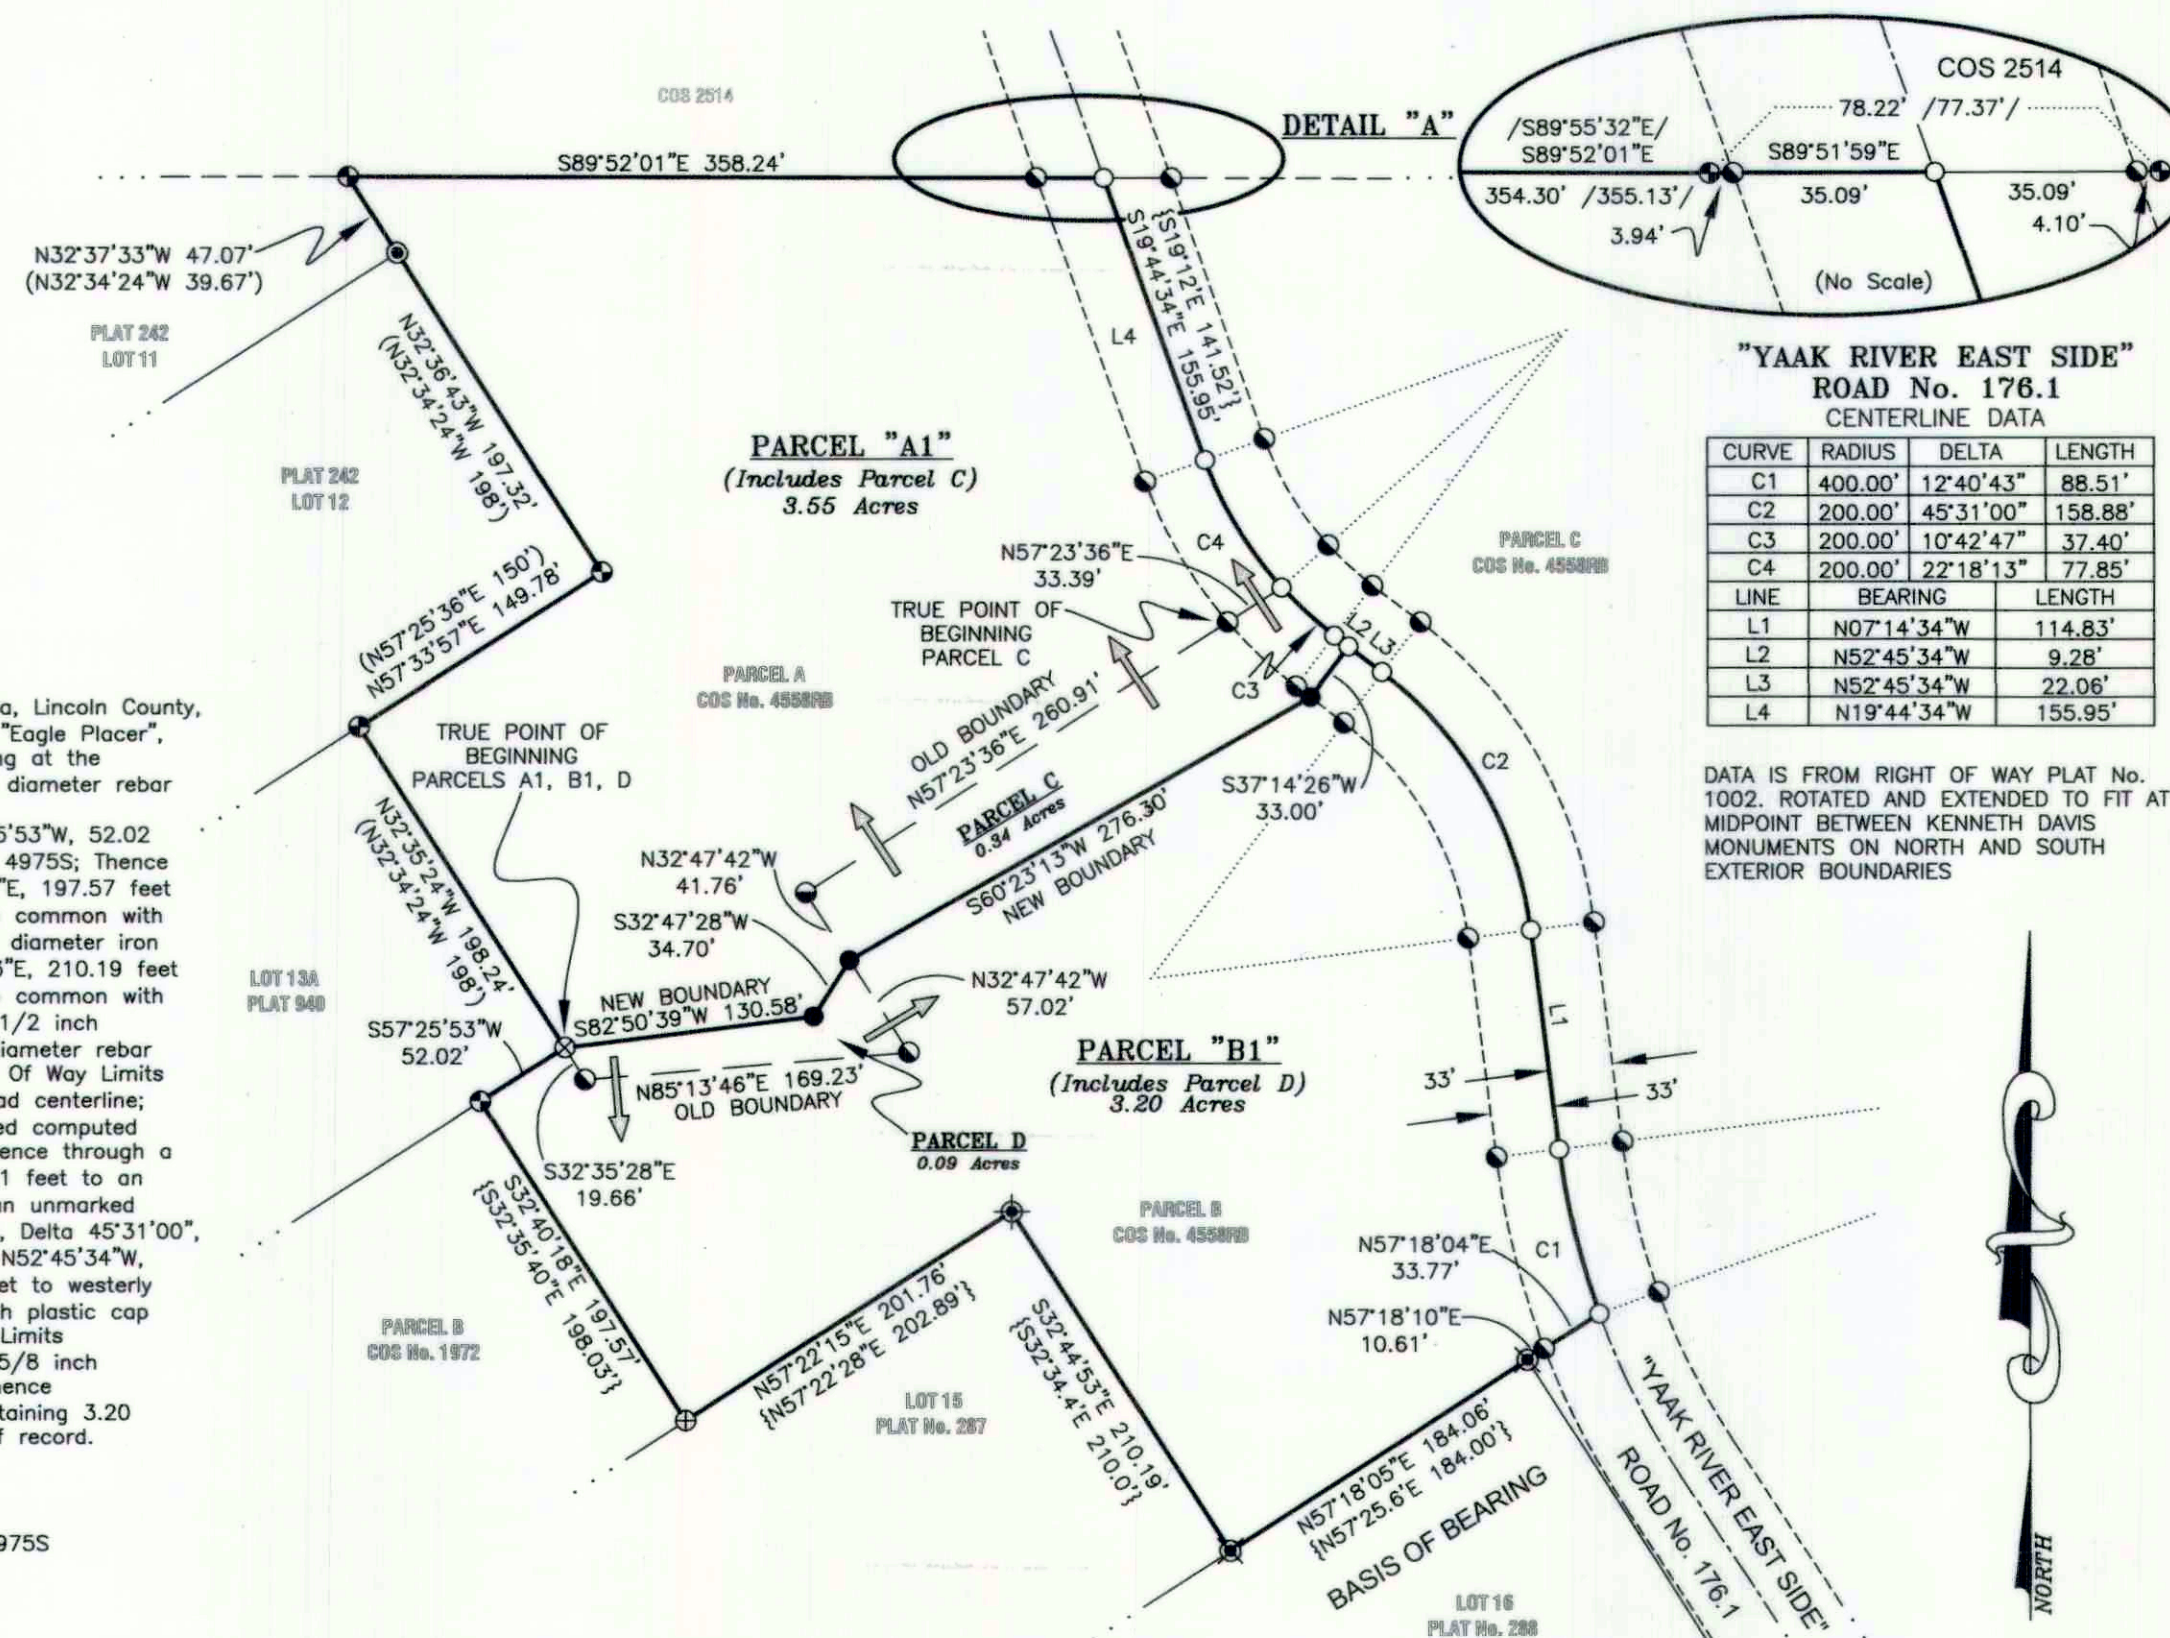 COS 2514
S89°52'01"E 358.24'
DETAIL "A"
COS 2514
78.22' /77.37'/
/S89°55'32"E/
S89°52'01"E
S89°51'59"E
354.30' /355.13'/
35.09'
35.09'
3.94'
4.10'
(No Scale)
N32°37'33"W 47.07'
(N32°34'24"W 39.67')
PLAT 242
LOT 11
N32°36'43"W 197.32'
(N32°34'24"W 198')
PLAT 242
LOT 12
{S19°12'E 141.52'}
S19°44'34"E 155.95'
L4
PARCEL "A1"
(Includes Parcel C)
3.55 Acres
"YAAK RIVER EAST SIDE"
ROAD No. 176.1
CENTERLINE DATA
CURVE RADIUS DELTA LENGTH
C1 400.00' 12°40'43" 88.51'
C2 200.00' 45°31'00" 158.88'
C3 200.00' 10°42'47" 37.40'
C4 200.00' 22°18'13" 77.85'
LINE BEARING LENGTH
L1 N07°14'34"W 114.83'
L2 N52°45'34"W 9.28'
L3 N52°45'34"W 22.06'
L4 N19°44'34"W 155.95'
DATA IS FROM RIGHT OF WAY PLAT No.
1002. ROTATED AND EXTENDED TO FIT AT
MIDPOINT BETWEEN KENNETH DAVIS
MONUMENTS ON NORTH AND SOUTH
EXTERIOR BOUNDARIES
PARCEL C
COS No. 4558RB
N57°23'36"E
33.39'
C4
TRUE POINT OF
BEGINNING
PARCEL C
L2
L3
C3
C2
(N57°25'36"E 150')
N57°33'57"E 149.78'
PARCEL A
COS No. 4558RB
OLD BOUNDARY
N57°23'36"E 260.91'
PARCEL C
0.34 Acres
S60°23'13"W 276.30'
NEW BOUNDARY
S37°14'26"W
33.00'
TRUE POINT OF
BEGINNING
PARCELS A1, B1, D
N32°35'24"W 198.24'
(N32°34'24"W 198')
N32°47'42"W
41.76'
S32°47'28"W
34.70'
N32°47'42"W
57.02'
NEW BOUNDARY
S82°50'39"W 130.58'
LOT 13A
PLAT 940
S57°25'53"W
52.02'
N85°13'46"E 169.23'
OLD BOUNDARY
PARCEL D
0.09 Acres
S32°35'28"E
19.66'
PARCEL "B1"
(Includes Parcel D)
3.20 Acres
L1
33'
33'
PARCEL B
COS No. 4558RB
S32°40'18"E 197.57'
{S32°35'40"E 198.03'}
PARCEL B
COS No. 1972
N57°22'15"E 201.76'
{N57°22'28"E 202.89'}
LOT 15
PLAT No. 287
S32°44'53"E 210.19'
{S32°34.4'E 210.0'}
C1
N57°18'04"E
33.77'
N57°18'10"E
10.61'
N57°18'05"E 184.06'
{N57°25.6'E 184.00'}
BASIS OF BEARING
LOT 16
PLAT No. 288
"YAAK RIVER EAST SIDE"
ROAD No. 176.1
NORTH
a, Lincoln County,
"Eagle Placer",
g at the
diameter rebar
5'53"W, 52.02
4975S; Thence
"E, 197.57 feet
common with
diameter iron
"E, 210.19 feet
common with
1/2 inch
iameter rebar
Of Way Limits
ad centerline;
ed computed
ence through a
1 feet to an
an unmarked
, Delta 45°31'00",
N52°45'34"W,
et to westerly
h plastic cap
Limits
5/8 inch
ence
taining 3.20
f record.
975S